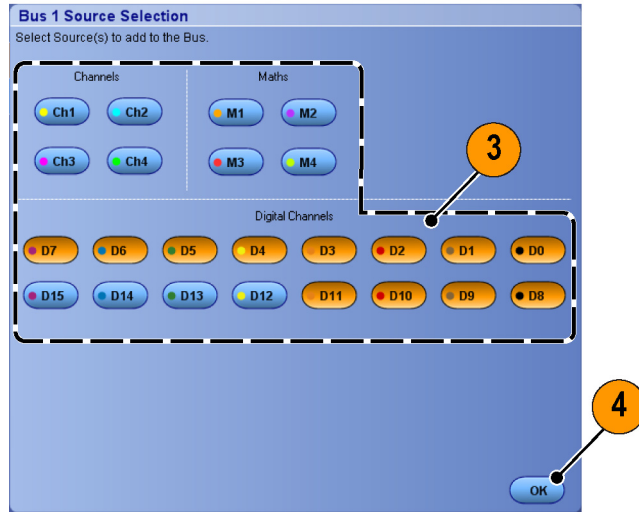 Bus 1 Source Selection
Select Source(s) to add to the Bus.
Channels Maths
Ch1 Ch2 M1 M2
Ch3 Ch4 M3 M4
3
Digital Channels
D7 D6 D5 D4 D3 D2 D1 D0
D15 D14 D13 D12 D11 D10 D9 D8
4
OK